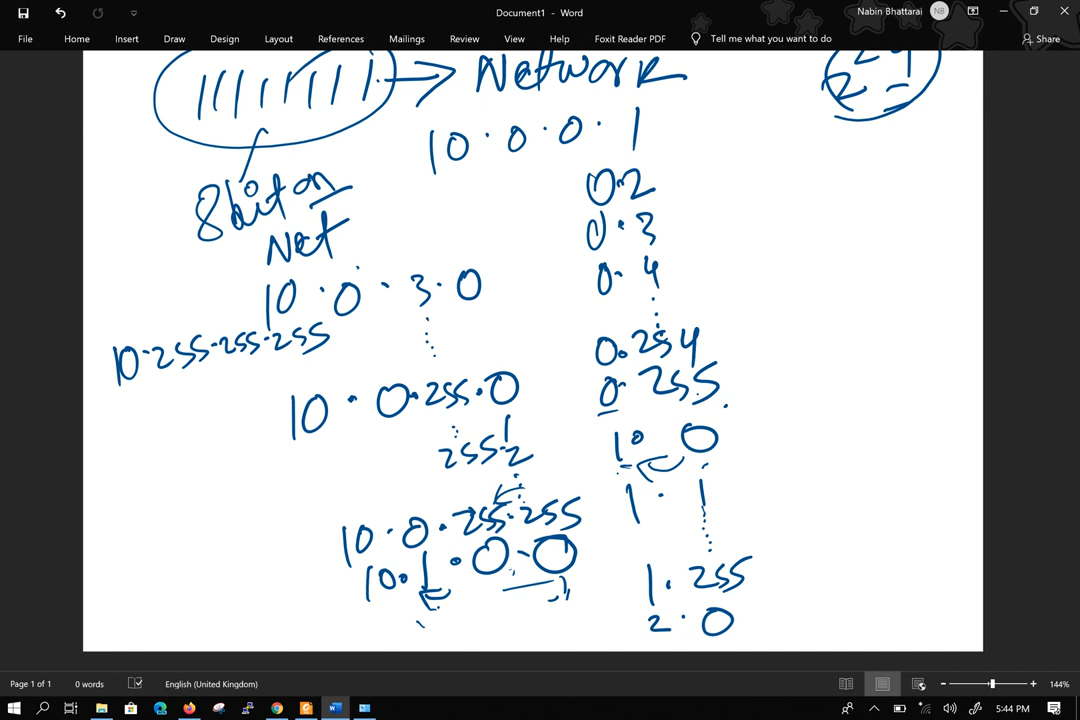 Document1 - Word
Nabin Bhattarai NB
File Home Insert Draw Design Layout References Mailings Review View Help Foxit Reader PDF Tell me what you want to do Share
Network
10.0.0.1
0.2
8bit on
Net
0.3
0.4
10.0.3.0
10.255.255.255
0.254
0.255
10.0.255.0
1.0
1
255.2
1.1
10.0.255.255
10.1.0.0
1.255
2.0
Page 1 of 1 0 words English (United Kingdom) 144%
5:44 PM